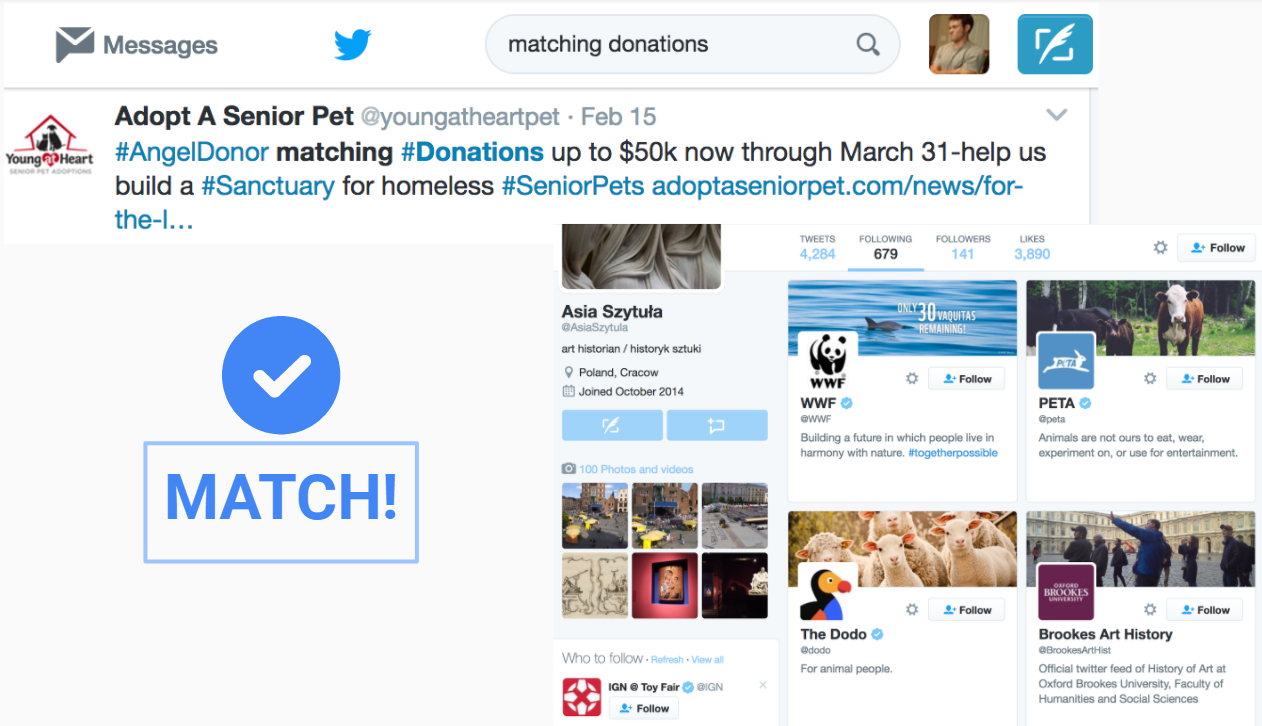 Messages
matching donations
Adopt A Senior Pet @youngatheartpet · Feb 15
#AngelDonor matching #Donations up to $50k now through March 31-help us
build a #Sanctuary for homeless #SeniorPets adoptaseniorpet.com/news/for-
the-l…
Young at Heart
SENIOR PET ADOPTIONS
MATCH!
TWEETS
4,284
FOLLOWING
679
FOLLOWERS
141
LIKES
3,890
Follow
Asia Szytuła
@AsiaSzytula
art historian / historyk sztuki
Poland, Cracow
Joined October 2014
100 Photos and videos
Who to follow · Refresh · View all
IGN @ Toy Fair @IGN
Follow
ONLY 30 VAQUITAS
REMAINING!
WWF
Follow
WWF
@WWF
Building a future in which people live in
harmony with nature. #togetherpossible
PETA
Follow
PETA
@peta
Animals are not ours to eat, wear,
experiment on, or use for entertainment.
Follow
The Dodo
@dodo
For animal people.
OXFORD
BROOKES
UNIVERSITY
Follow
Brookes Art History
@BrookesArtHist
Official twitter feed of History of Art at
Oxford Brookes University, Faculty of
Humanities and Social Sciences